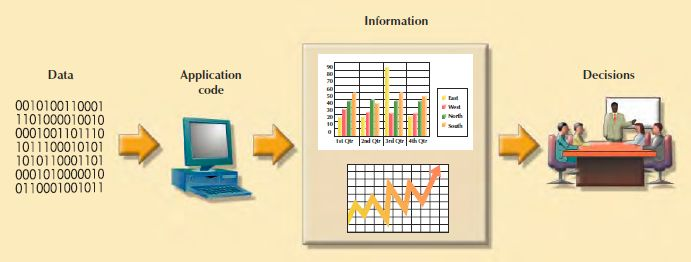 Information
Data
Application
code
Decisions
0010100110001
1101000010010
0001001101110
1011100010101
1010110001101
0001010000010
0110001001011
90
80
70
60
50
40
30
20
10
0
1st Qtr 2nd Qtr 3rd Qtr 4th Qtr
East
West
North
South